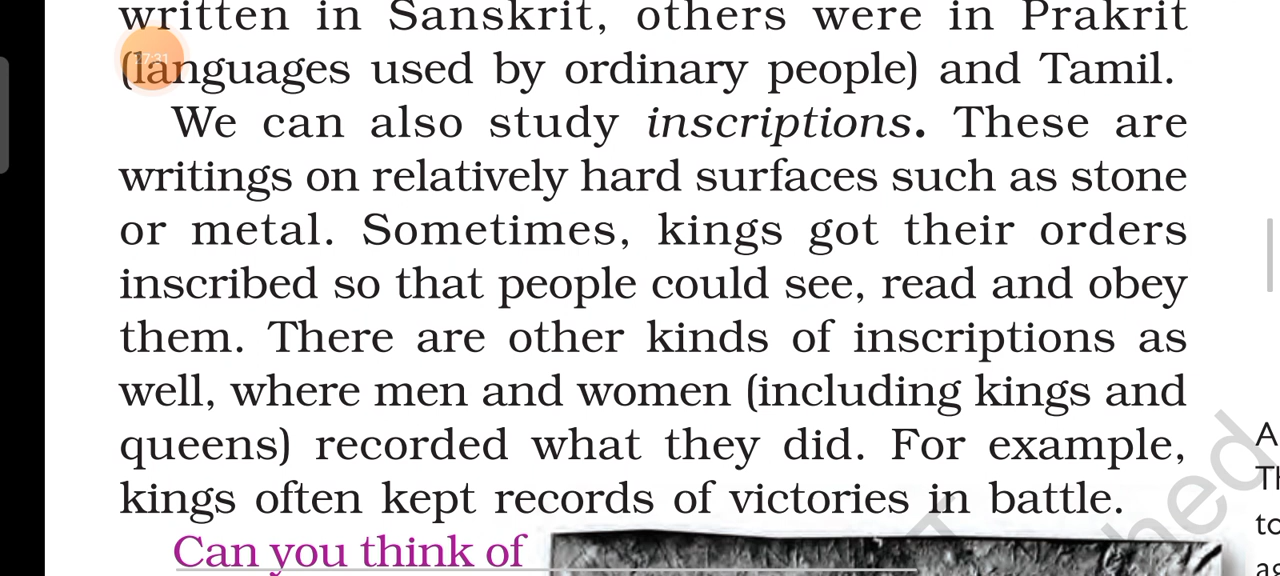 written in Sanskrit, others were in Prakrit
(languages used by ordinary people) and Tamil.
We can also study inscriptions. These are
writings on relatively hard surfaces such as stone
or metal. Sometimes, kings got their orders
inscribed so that people could see, read and obey
them. There are other kinds of inscriptions as
well, where men and women (including kings and
queens) recorded what they did. For example,
kings often kept records of victories in battle.
Can you think of